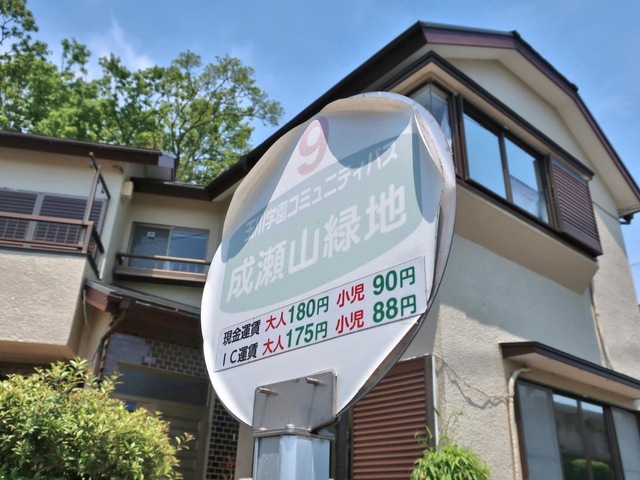 9
玉川学園コミュニティバス
成瀬山緑地
現金運賃 大人180円 小児 90円
IC運賃 大人175円 小児 88円